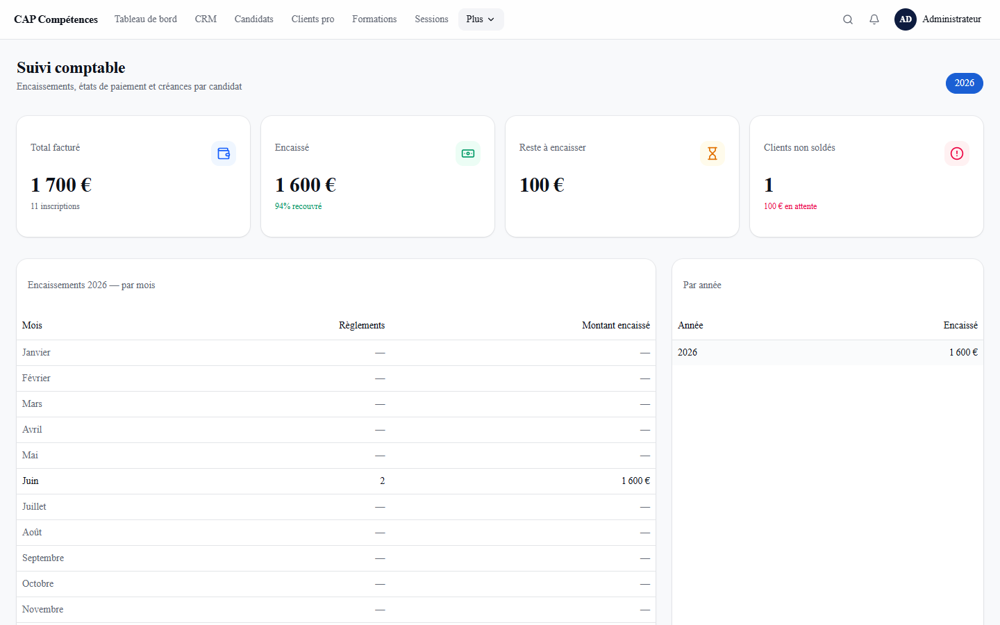 CAP Compétences Tableau de bord CRM Candidats Clients pro Formations Sessions Plus AD Administrateur
Suivi comptable
Encaissements, états de paiement et créances par candidat
2026
Total facturé
1 700 €
11 inscriptions
Encaissé
1 600 €
94% recouvré
Reste à encaisser
100 €
Clients non soldés
1
100 € en attente
Encaissements 2026 — par mois
Mois Règlements Montant encaissé
Janvier — —
Février — —
Mars — —
Avril — —
Mai — —
Juin 2 1 600 €
Juillet — —
Août — —
Septembre — —
Octobre — —
Novembre — —
Par année
Année Encaissé
2026 1 600 €